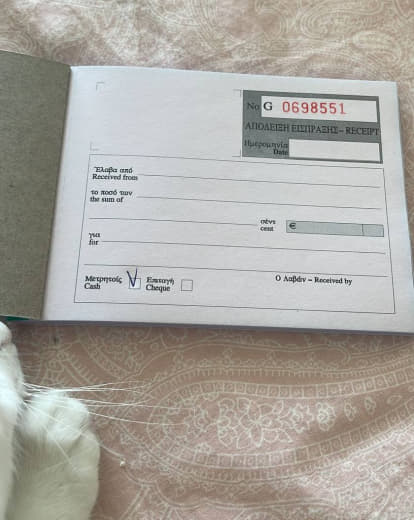 No G 0698551
ΑΠΟΔΕΙΞΗ ΕΙΣΠΡΑΞΗΣ – RECEIPT
Ημερομηνία
Date
Έλαβα από
Received from
το ποσό των
the sum of
σέντ
cent
€
για
for
Μετρητοίς
Cash
Επιταγή
Cheque
Ο Λαβών – Received by